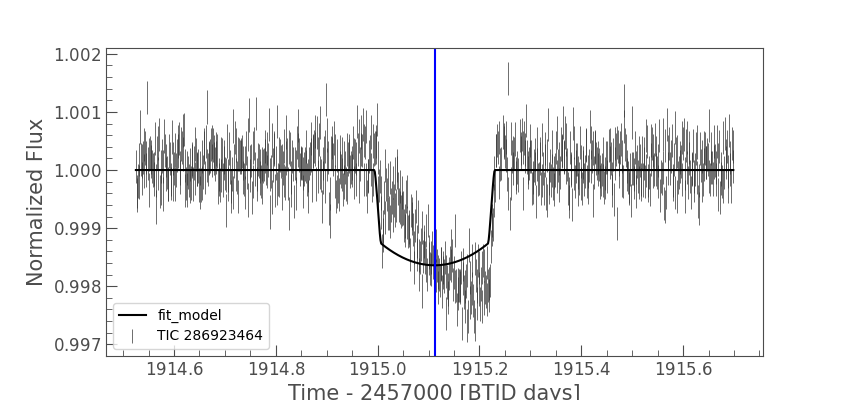 1.002
1.001
1.000
0.999
0.998
0.997
Normalized Flux
fit_model
TIC 286923464
1914.6 1914.8 1915.0 1915.2 1915.4 1915.6
Time - 2457000 [BTJD days]